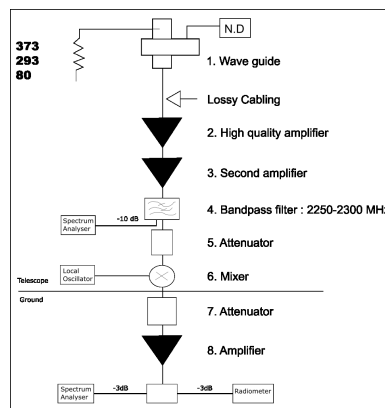 N.D
373
293
80
1. Wave guide
Lossy Cabling
2. High quality amplifier
3. Second amplifier
4. Bandpass filter : 2250-2300 MHz
-10 dB
Spectrum
Analyser
5. Attenuator
Local
Oscillator
6. Mixer
Telescope
Ground
7. Attenuator
8. Amplifier
Spectrum
Analyser
-3dB
-3dB
Radiometer